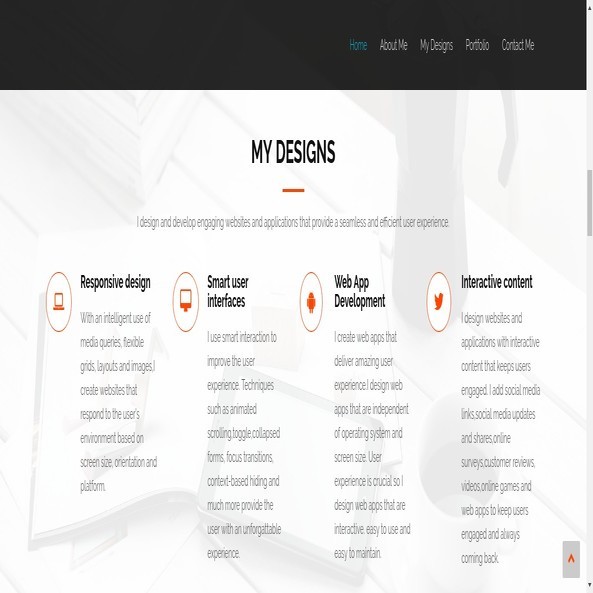 Home About Me My Designs Portfolio Contact Me
MY DESIGNS
I design and develop engaging websites and applications that provide a seamless and efficient user experience.
Responsive design
With an intelligent use of
media queries, flexible
grids, layouts and images,I
create websites that
respond to the user's
environment based on
screen size, orientation and
platform.
Smart user
interfaces
I use smart interaction to
improve the user
experience. Techniques
such as animated
scrolling,toggle,collapsed
forms, focus transitions,
context-based hiding and
much more provide the
user with an unforgattable
experience.
Web App
Development
I create web apps that
deliver amazing user
experience.I design web
apps that are independent
of operating system and
screen size. User
experience is crucial so I
design web apps that are
interactive, easy to use and
easy to maintain.
Interactive content
I design websites and
applications with interactive
content that keeps users
engaged. I add social media
links,social media updates
and shares,online
surveys,customer reviews,
videos,online games and
web apps to keep users
engaged and always
coming back.